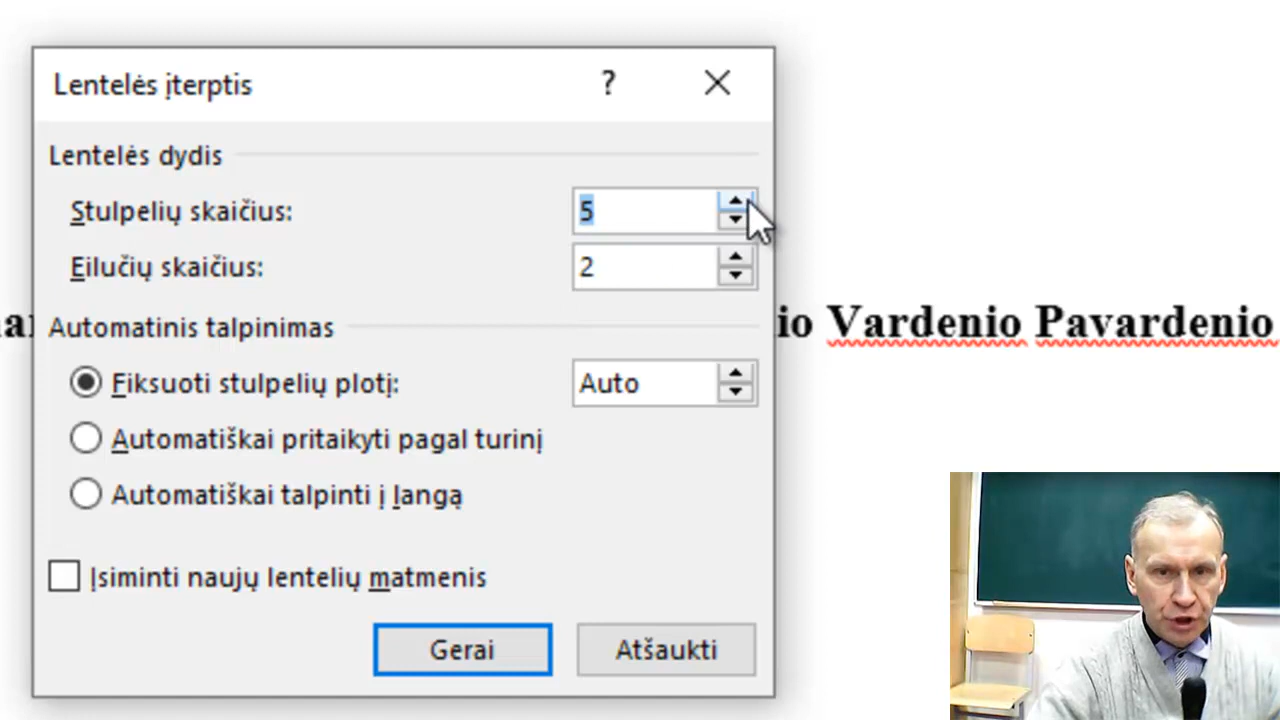 Lentelės įterptis ?
Lentelės dydis
Stulpelių skaičius: 5
Eilučių skaičius: 2
io Vardenio Pavardenio
Automatinis talpinimas
Fiksuoti stulpelių plotį: Auto
Automatiškai pritaikyti pagal turinį
Automatiškai talpinti į langą
Įsiminti naujų lentelių matmenis
Gerai Atšaukti